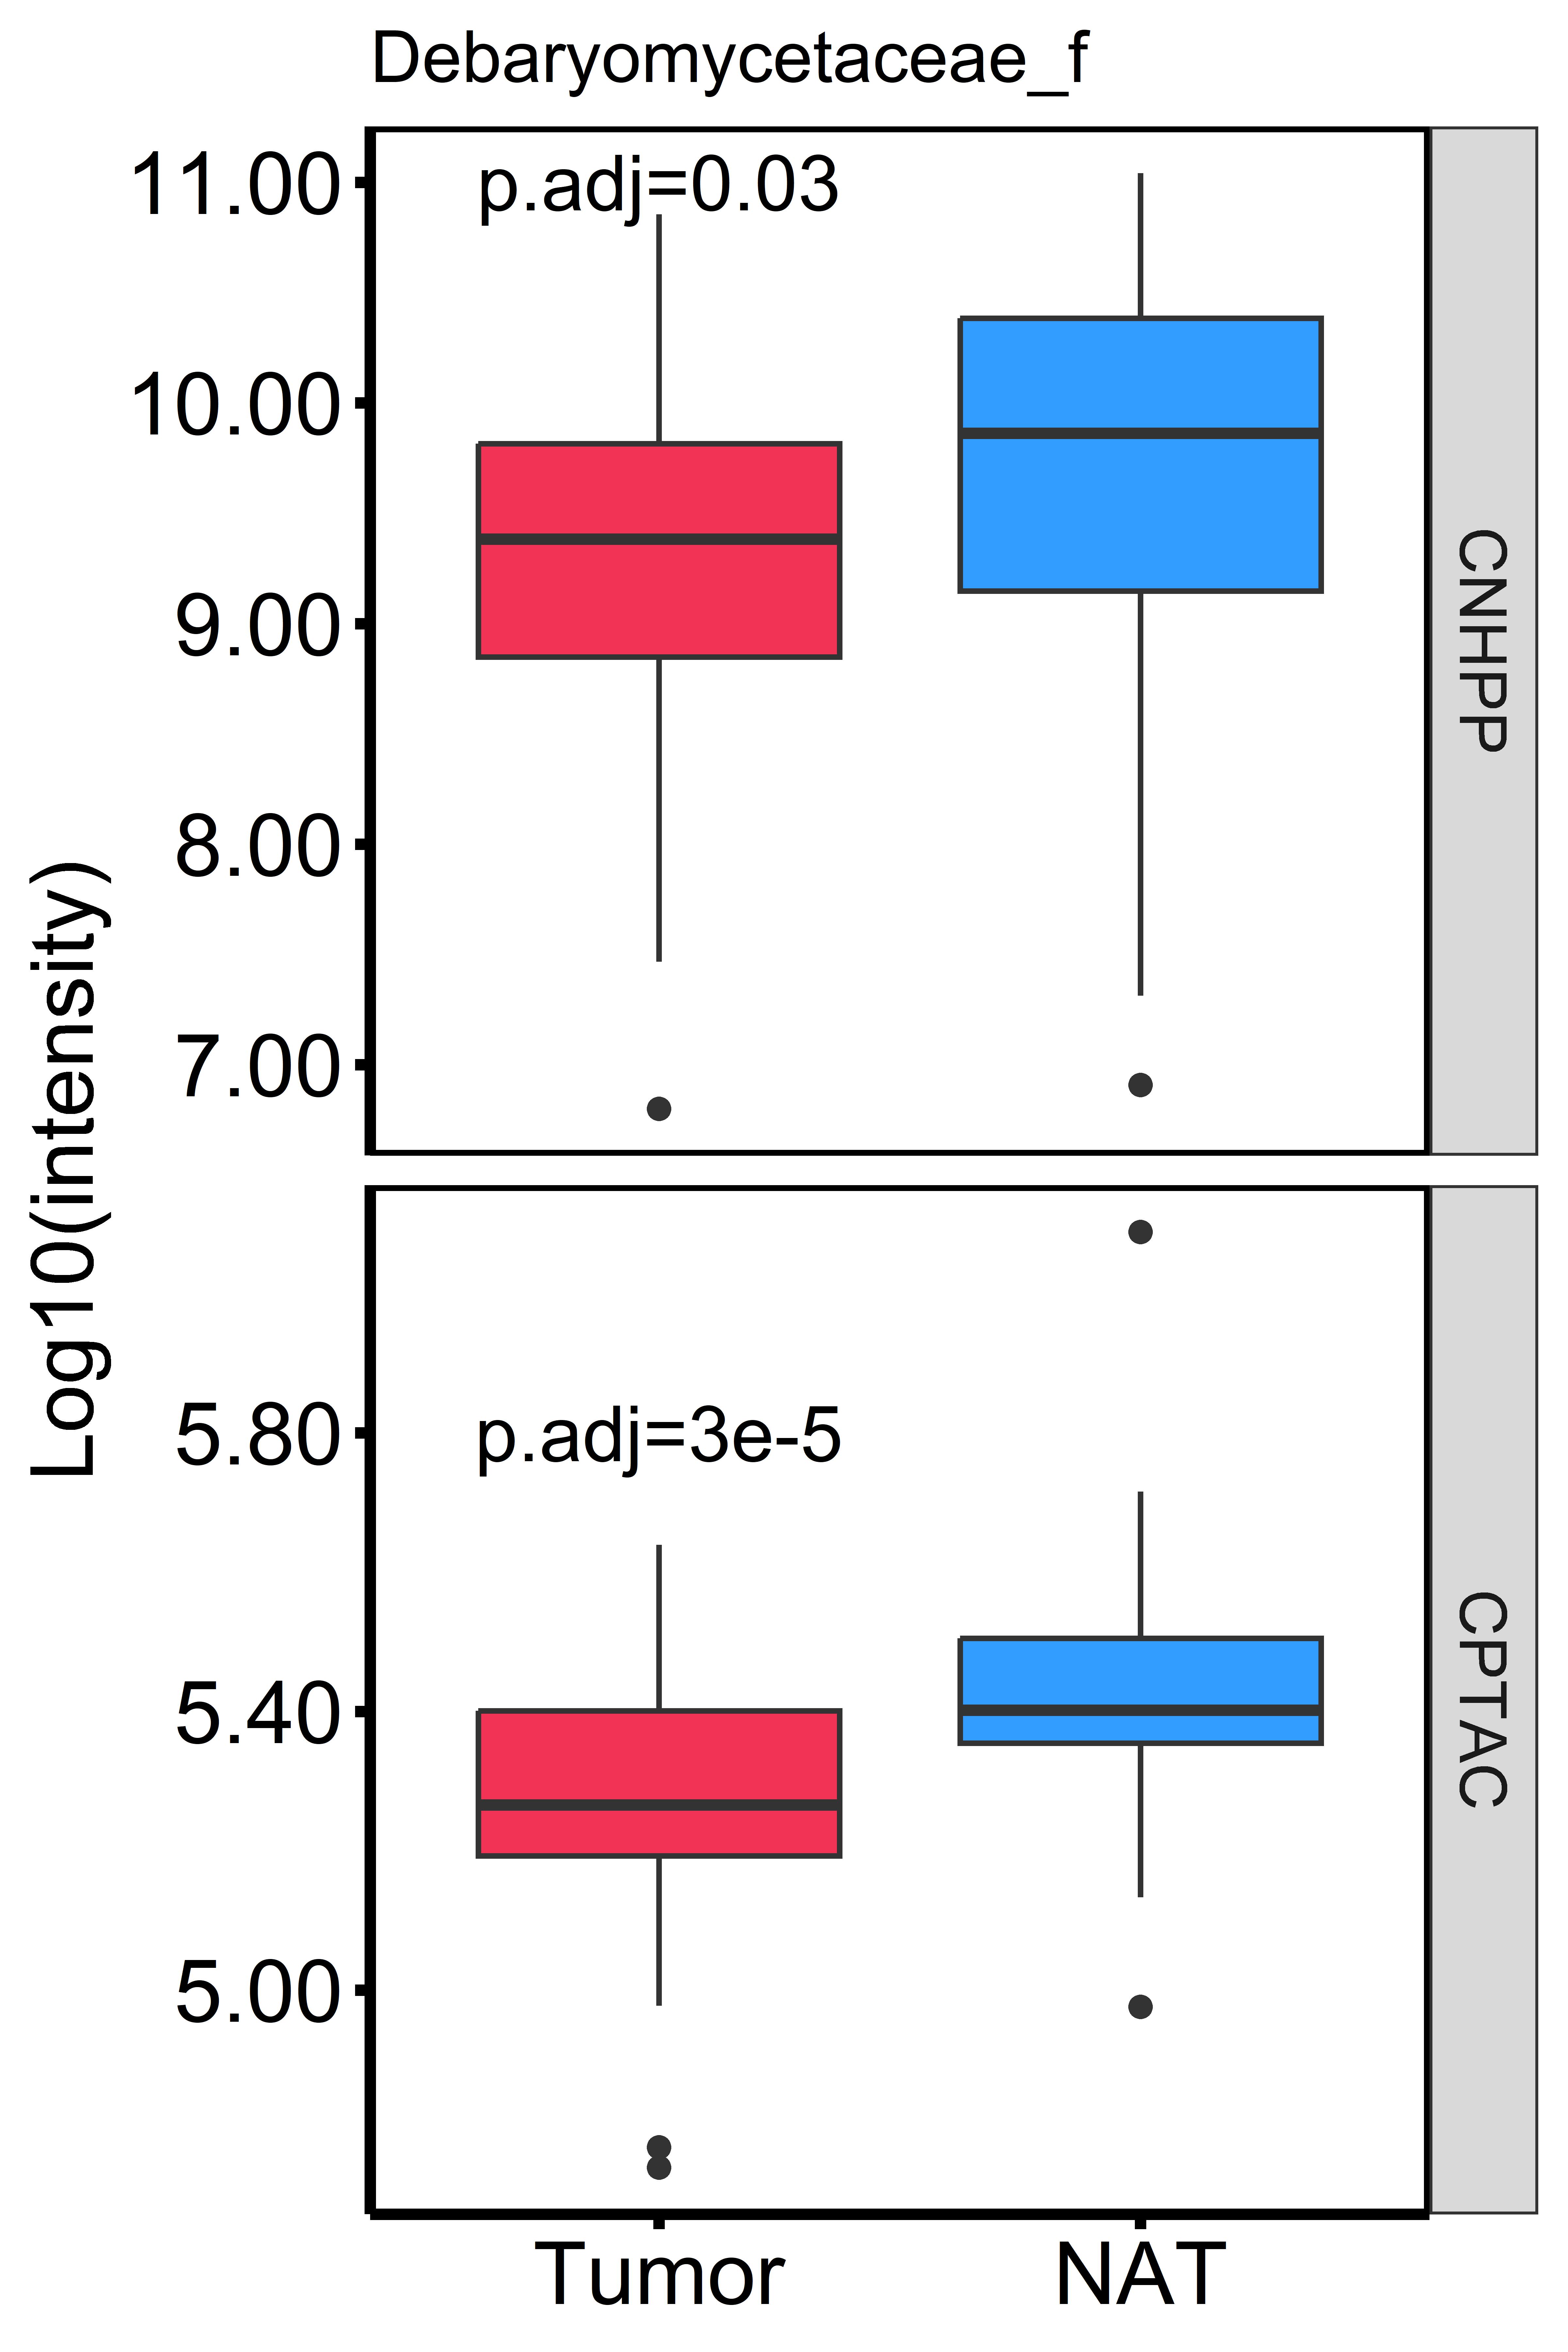 Debaryomycetaceae_f
Log10(intensity)
11.00
10.00
9.00
8.00
7.00
p.adj=0.03
CNHPP
5.80
5.40
5.00
p.adj=3e-5
CPTAC
Tumor NAT